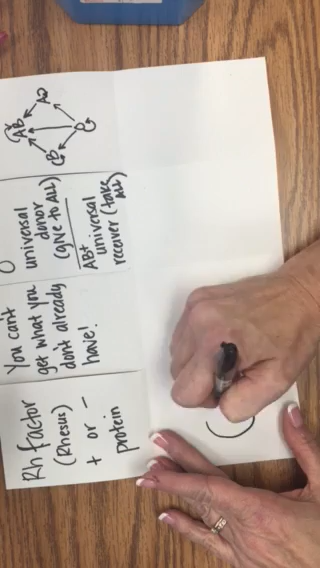 A
AB
O
B
O
universal
donor
(give to ALL)
AB+
universal
receiver (take
ALL)
You can't
get what you
don't already
have!
Rh factor
(Rhesus)
+ or −
protein